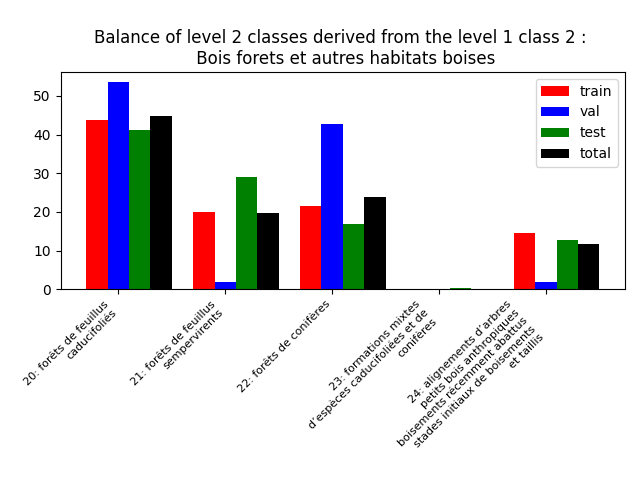 Balance of level 2 classes derived from the level 1 class 2 :
Bois forets et autres habitats boises
50
40
30
20
10
0
train
val
test
total
20: forêts de feuillus
caducifoliés
21: forêts de feuillus
sempervirents
22: forêts de conifères
23: formations mixtes
d'espèces caducifoliées et de
conifères
24: alignements d'arbres
petits bois anthropiques
boisements récemment abattus
stades initiaux de boisements
et taillis